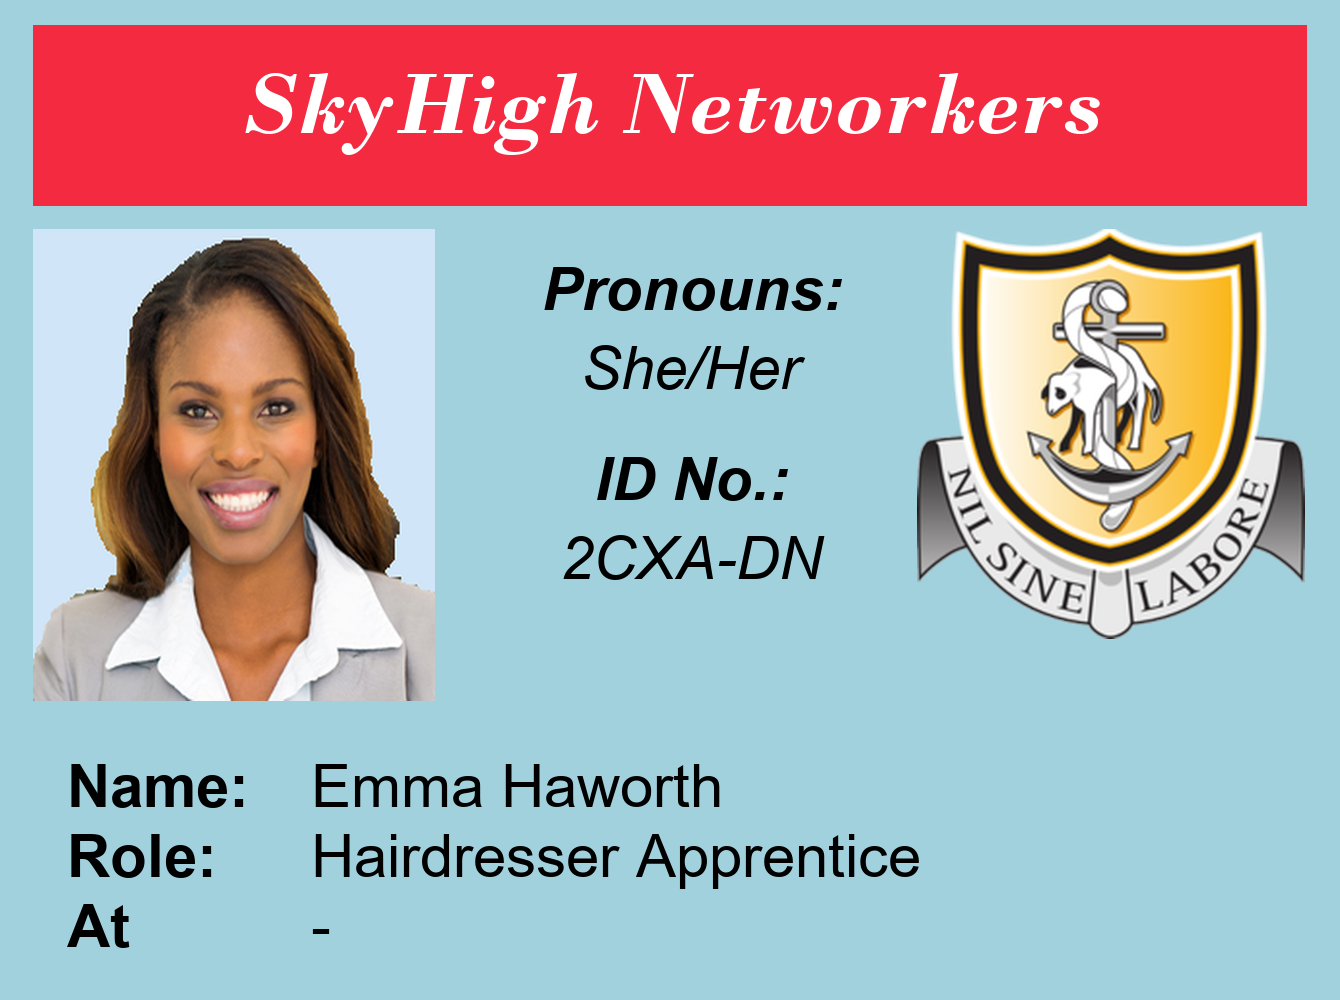 SkyHigh Networkers
Pronouns:
She/Her
ID No.:
2CXA-DN
NIL SINE LABORE
Name: Emma Haworth
Role: Hairdresser Apprentice
At -